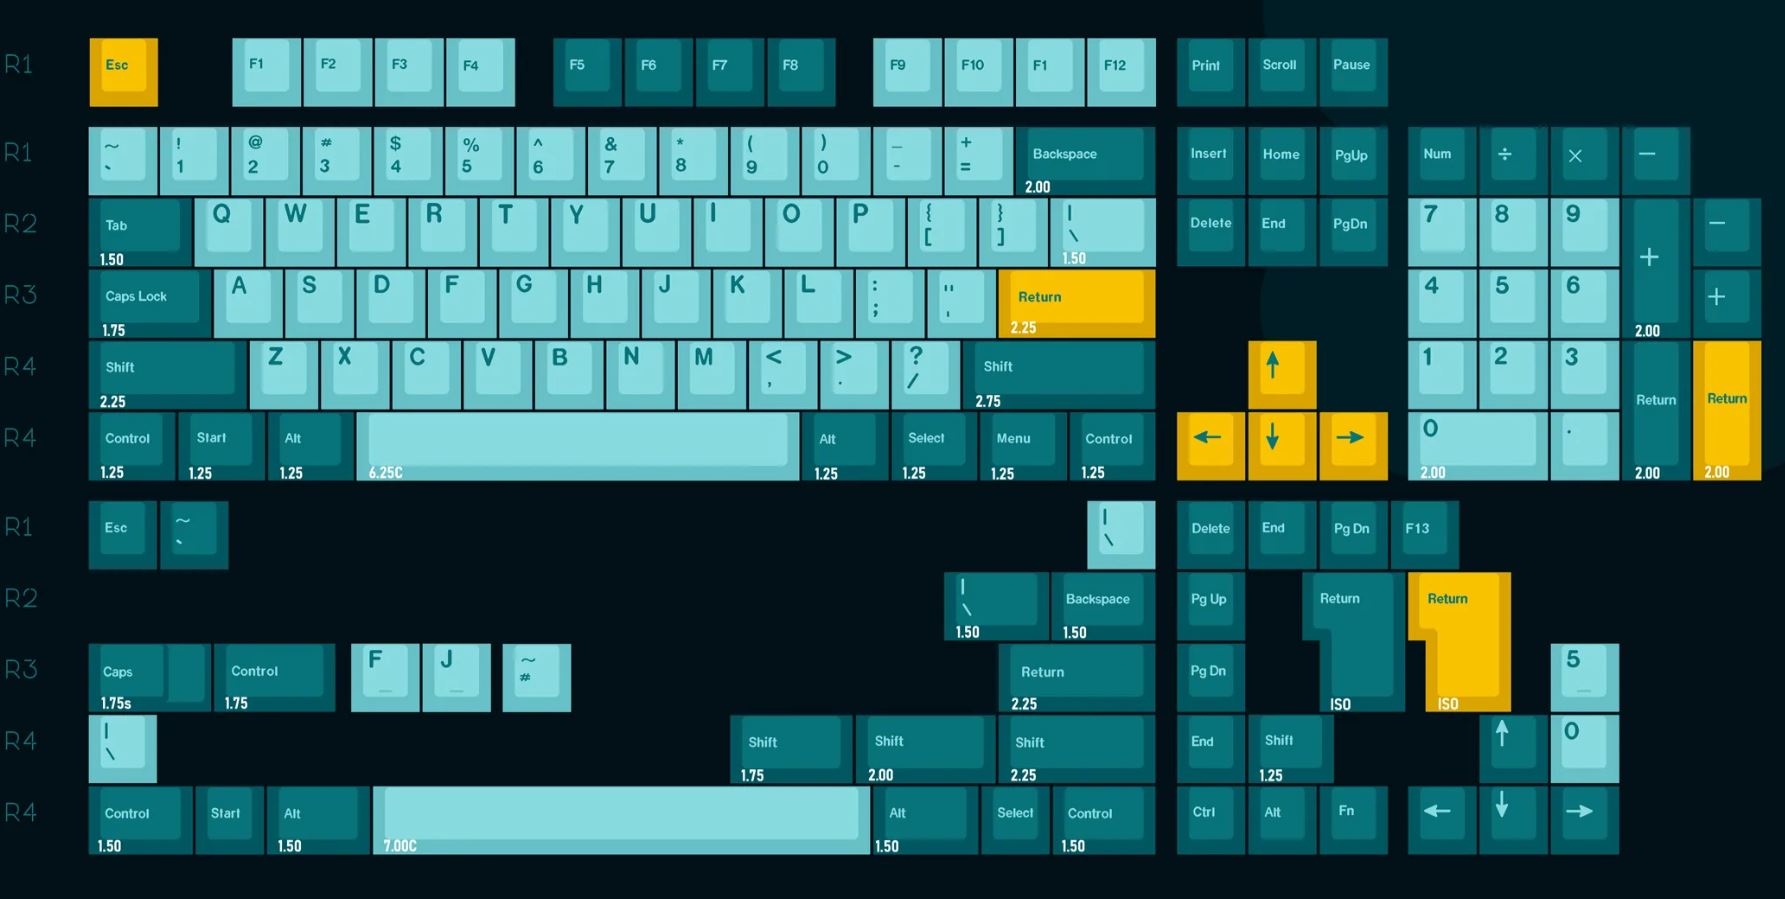 R1 Esc F1 F2 F3 F4 F5 F6 F7 F8 F9 F10 F1 F12 Print Scroll Pause
R1 ~ ! @ # $ % ^ & * ( ) _ + Backspace Insert Home PgUp Num ÷ × −
` 1 2 3 4 5 6 7 8 9 0 - =
2.00
R2 Tab Q W E R T Y U I O P { } | Delete End PgDn 7 8 9 + −
[ ] \
1.50 1.50
R3 Caps Lock A S D F G H J K L : " Return 4 5 6 +
; '
1.75 2.25 2.00
R4 Shift Z X C V B N M < > ? Shift ↑ 1 2 3 Return Return
, . /
2.25 2.75
R4 Control Start Alt Alt Select Menu Control ← ↓ → 0 .
1.25 1.25 1.25 6.25C 1.25 1.25 1.25 1.25 2.00 2.00 2.00
R1 Esc ~ | Delete End Pg Dn F13
` \
R2 | Backspace Pg Up Return Return
\
1.50 1.50
R3 Caps Control F J ~ Return Pg Dn 5
_ _ # _
1.75s 1.75 2.25 ISO ISO
R4 | Shift Shift Shift End Shift ↑ 0
\
1.75 2.00 2.25 1.25
R4 Control Start Alt Alt Select Control Ctrl Alt Fn ← ↓ →
1.50 1.50 7.00C 1.50 1.50